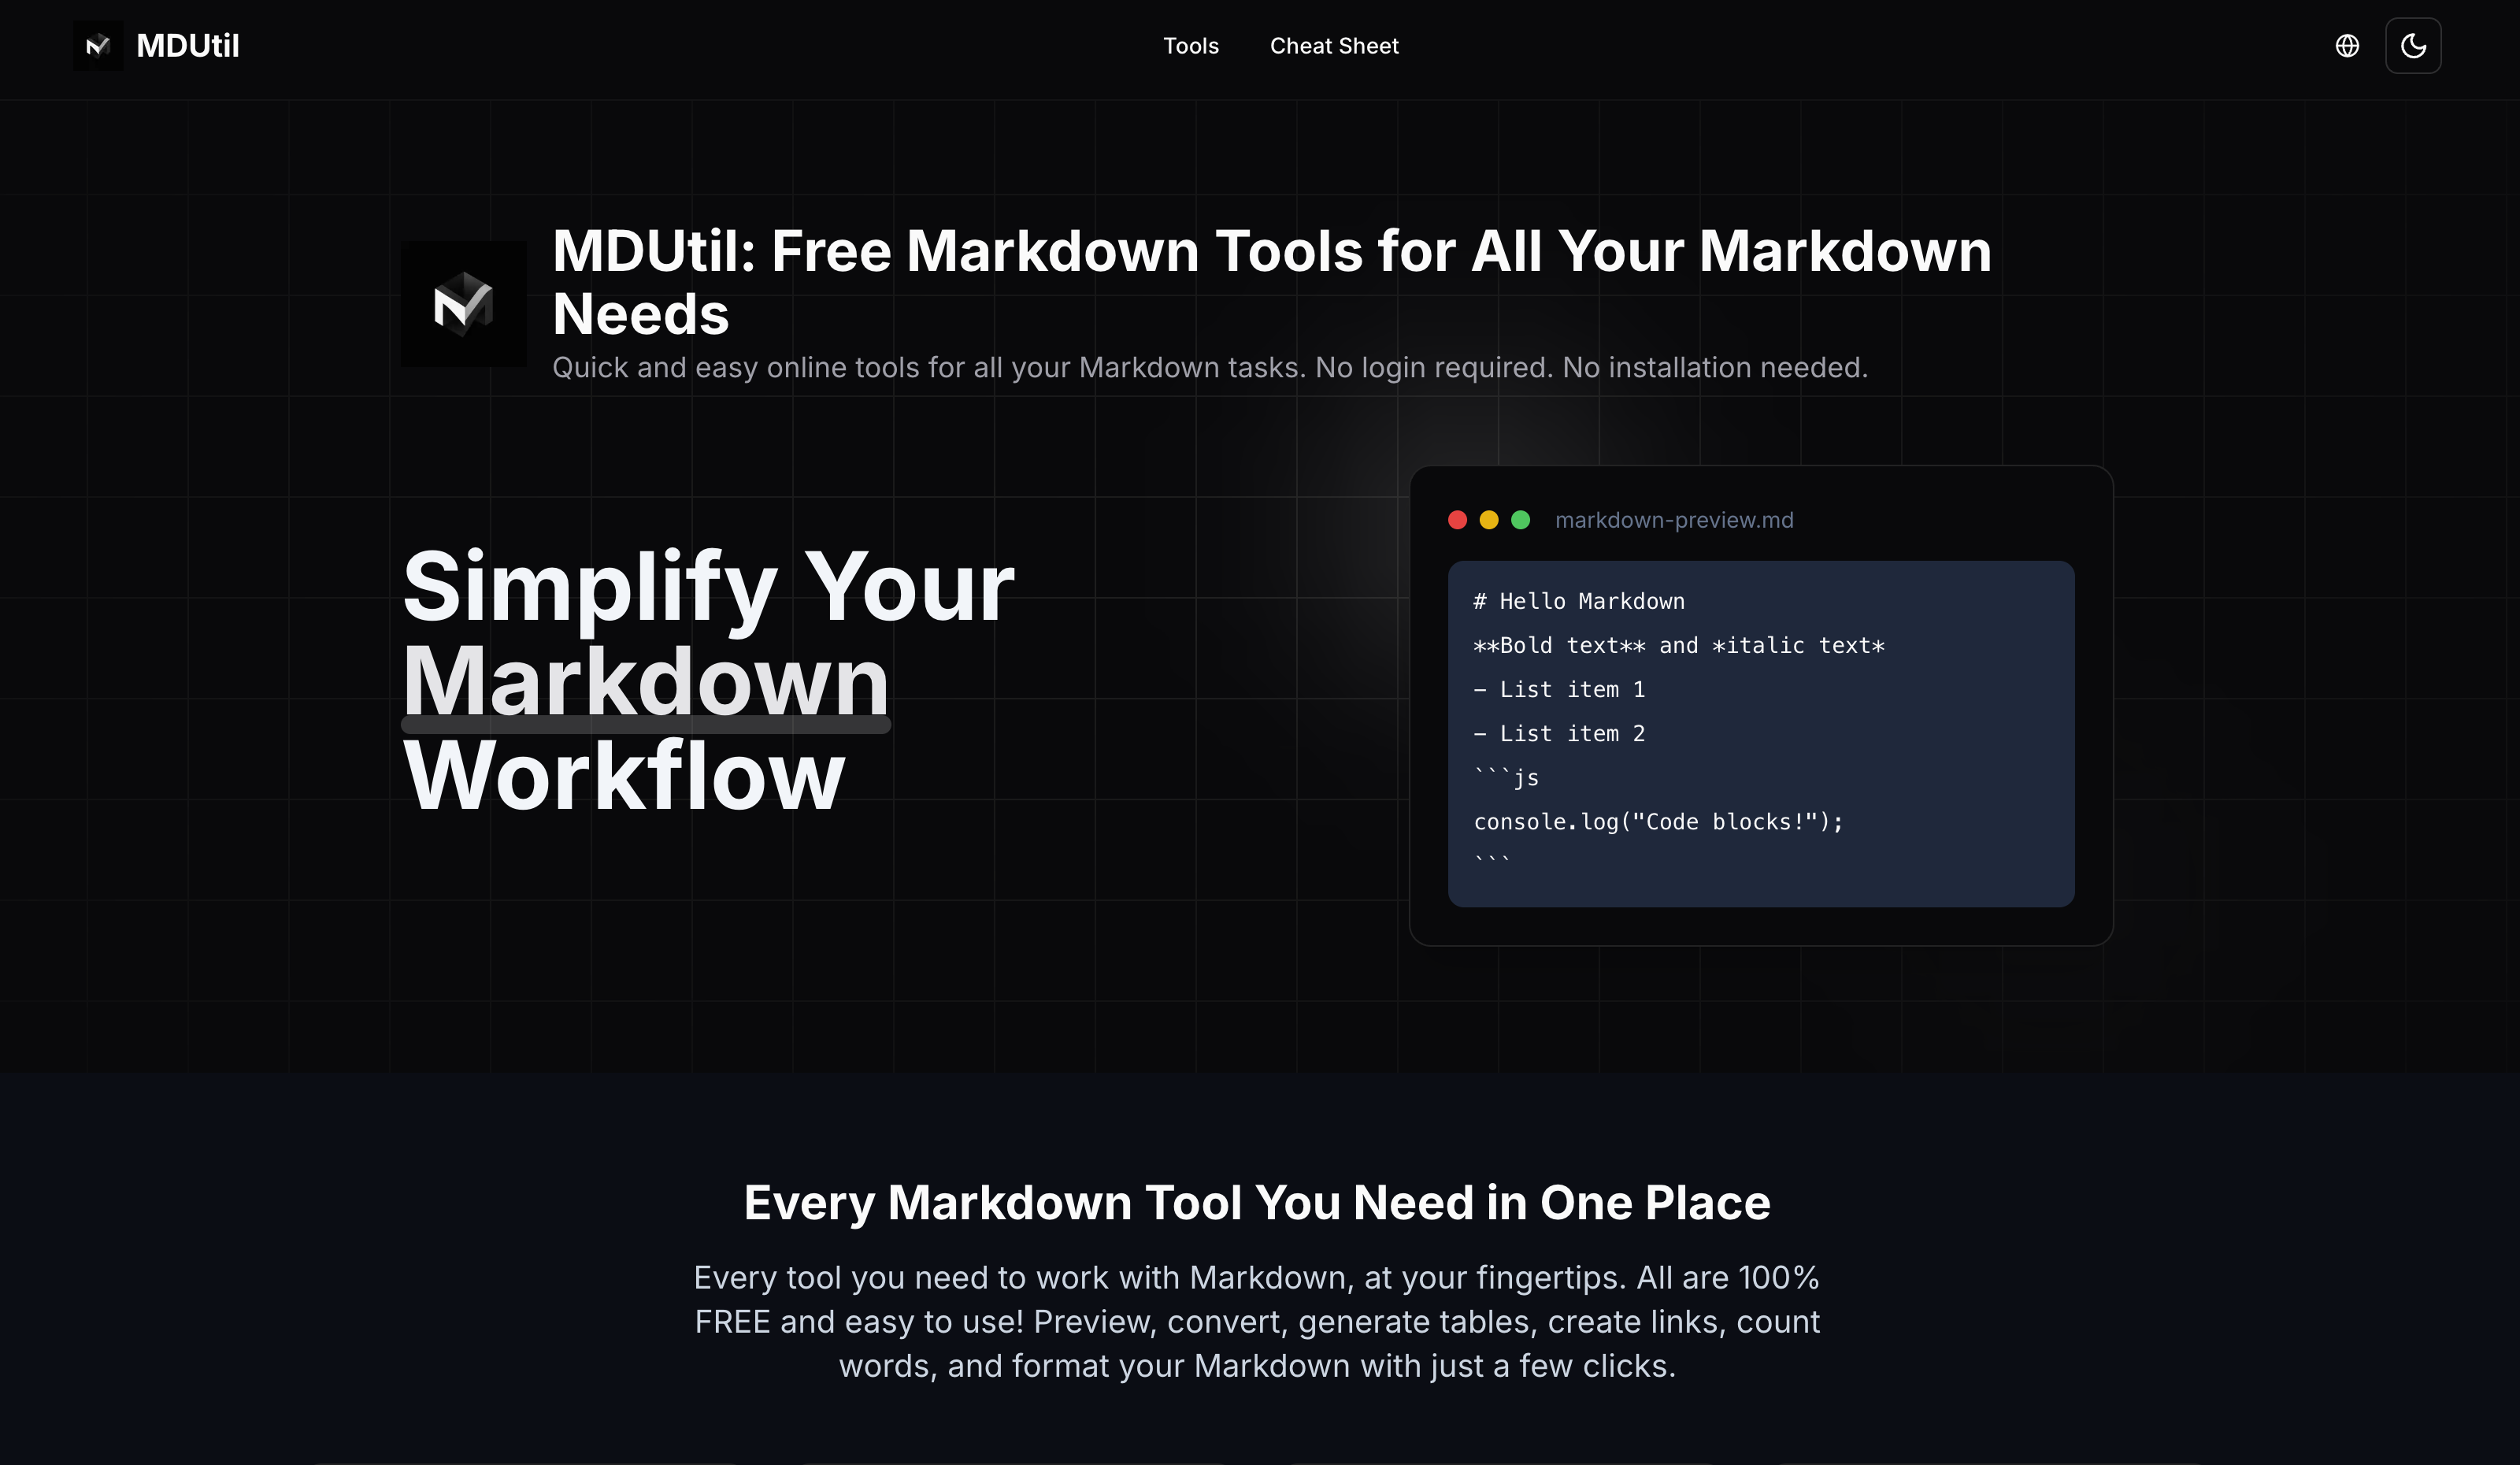 MDUtil
Tools
Cheat Sheet
MDUtil: Free Markdown Tools for All Your Markdown
Needs
Quick and easy online tools for all your Markdown tasks. No login required. No installation needed.
Simplify Your
Markdown
Workflow
markdown-preview.md
# Hello Markdown
**Bold text** and *italic text*
- List item 1
- List item 2
```js
console.log("Code blocks!");
```
Every Markdown Tool You Need in One Place
Every tool you need to work with Markdown, at your fingertips. All are 100%
FREE and easy to use! Preview, convert, generate tables, create links, count
words, and format your Markdown with just a few clicks.